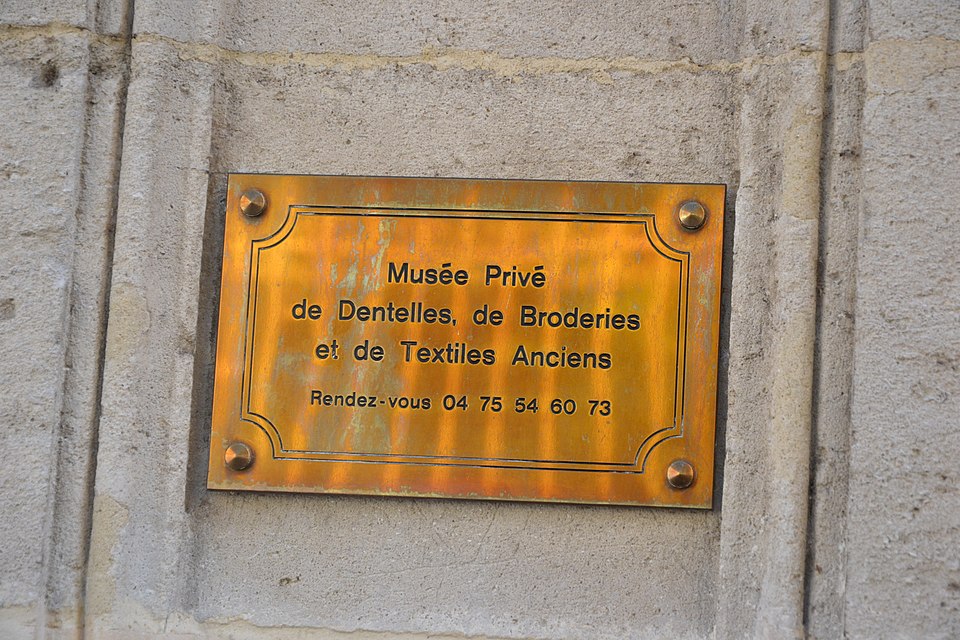 Musée Privé
de Dentelles, de Broderies
et de Textiles Anciens
Rendez-vous 04 75 54 60 73